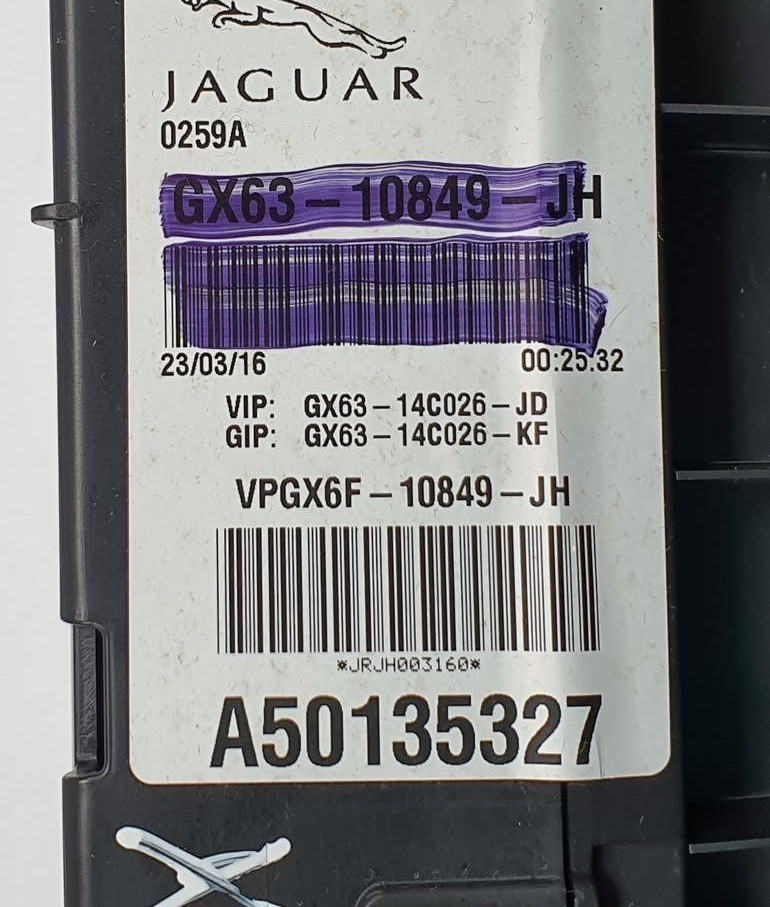 JAGUAR
0259A
GX63-10849-JH
23/03/16 00:25:32
VIP: GX63-14C026-JD
GIP: GX63-14C026-KF
VPGX6F-10849-JH
*JRJH003160*
A50135327